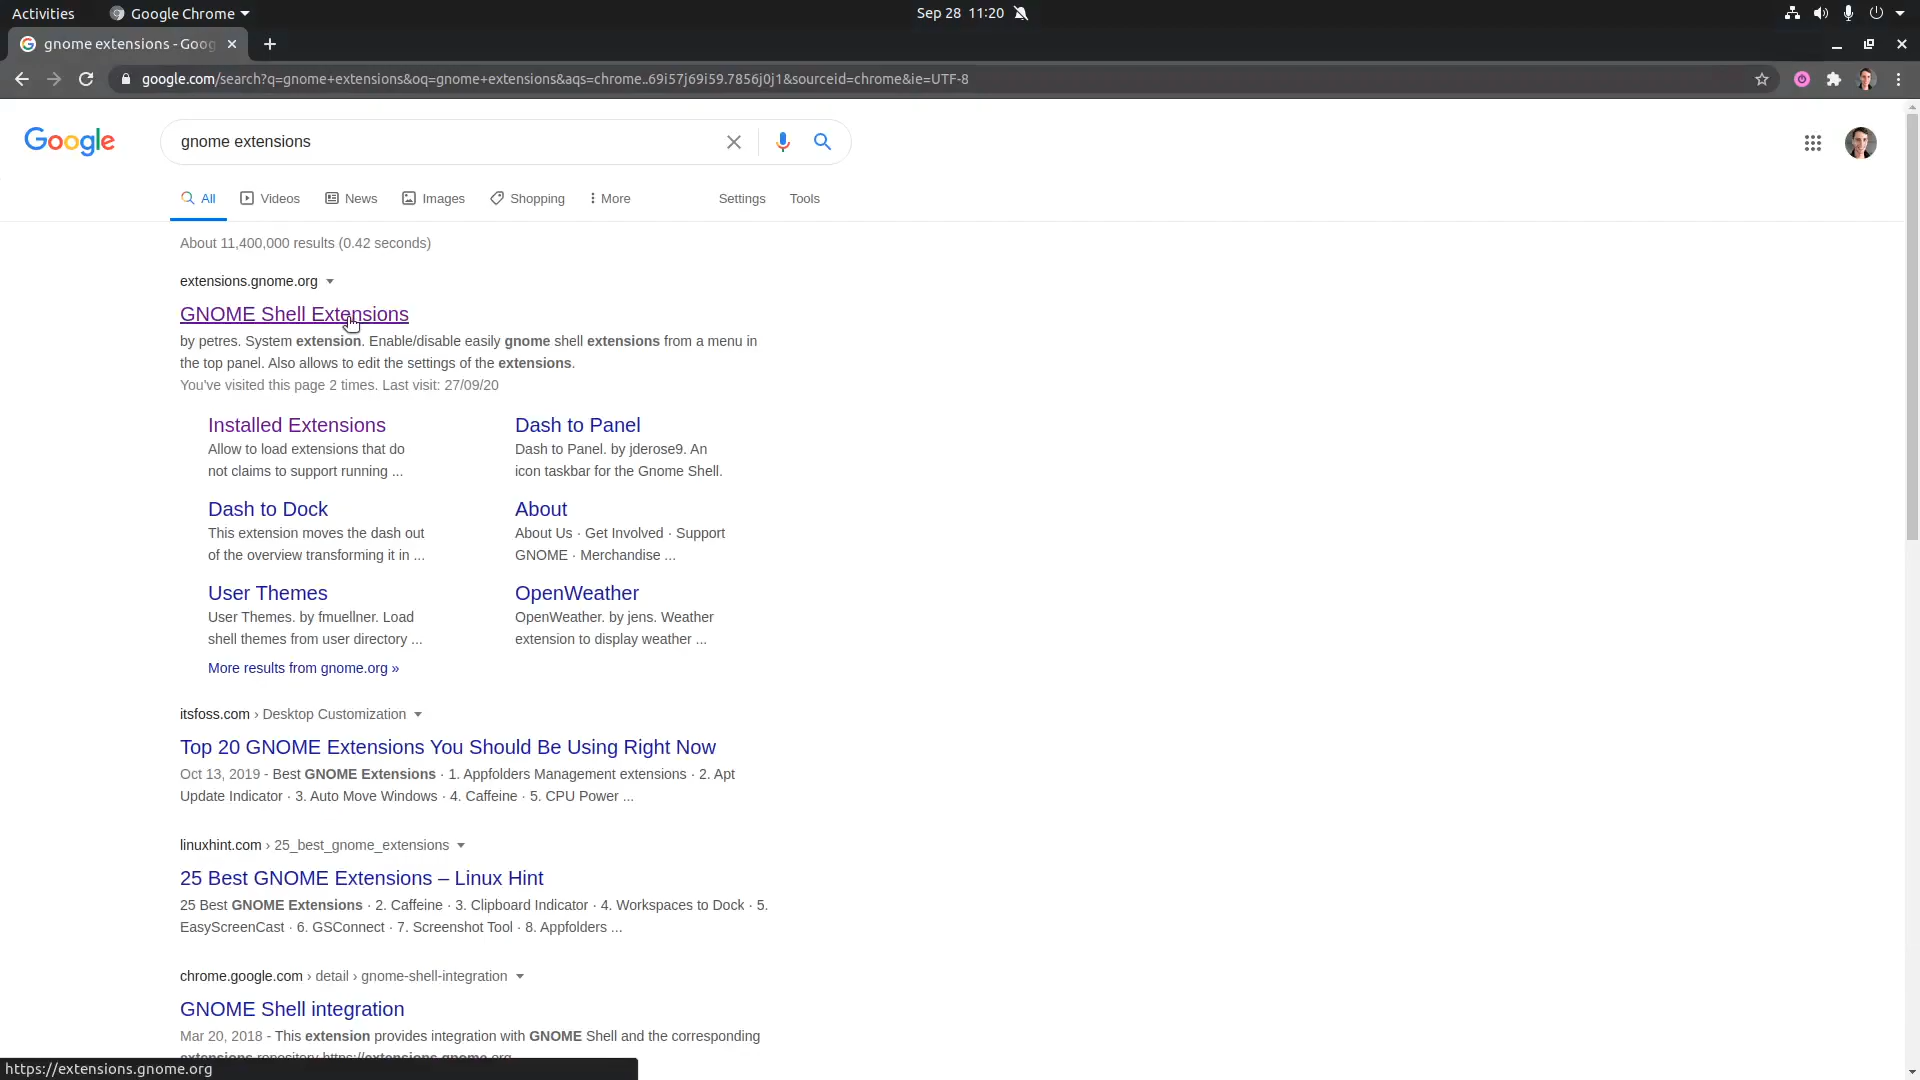 Activities
Google Chrome
Sep 28 11:20
gnome extensions - Goog
google.com/search?q=gnome+extensions&oq=gnome+extensions&aqs=chrome..69i57j69i59.7856j0j1&sourceid=chrome&ie=UTF-8
Google
gnome extensions
All
Videos
News
Images
Shopping
More
Settings
Tools
About 11,400,000 results (0.42 seconds)
extensions.gnome.org
GNOME Shell Extensions
by petres. System extension. Enable/disable easily gnome shell extensions from a menu in
the top panel. Also allows to edit the settings of the extensions.
You've visited this page 2 times. Last visit: 27/09/20
Installed Extensions
Allow to load extensions that do
not claims to support running ...
Dash to Panel
Dash to Panel. by jderose9. An
icon taskbar for the Gnome Shell.
Dash to Dock
This extension moves the dash out
of the overview transforming it in ...
About
About Us · Get Involved · Support
GNOME · Merchandise ...
User Themes
User Themes. by fmuellner. Load
shell themes from user directory ...
OpenWeather
OpenWeather. by jens. Weather
extension to display weather ...
More results from gnome.org »
itsfoss.com › Desktop Customization
Top 20 GNOME Extensions You Should Be Using Right Now
Oct 13, 2019 - Best GNOME Extensions · 1. Appfolders Management extensions · 2. Apt
Update Indicator · 3. Auto Move Windows · 4. Caffeine · 5. CPU Power ...
linuxhint.com › 25_best_gnome_extensions
25 Best GNOME Extensions – Linux Hint
25 Best GNOME Extensions · 2. Caffeine · 3. Clipboard Indicator · 4. Workspaces to Dock · 5.
EasyScreenCast · 6. GSConnect · 7. Screenshot Tool · 8. Appfolders ...
chrome.google.com › detail › gnome-shell-integration
GNOME Shell integration
Mar 20, 2018 - This extension provides integration with GNOME Shell and the corresponding
extensions repository https://extensions.gnome.org
https://extensions.gnome.org